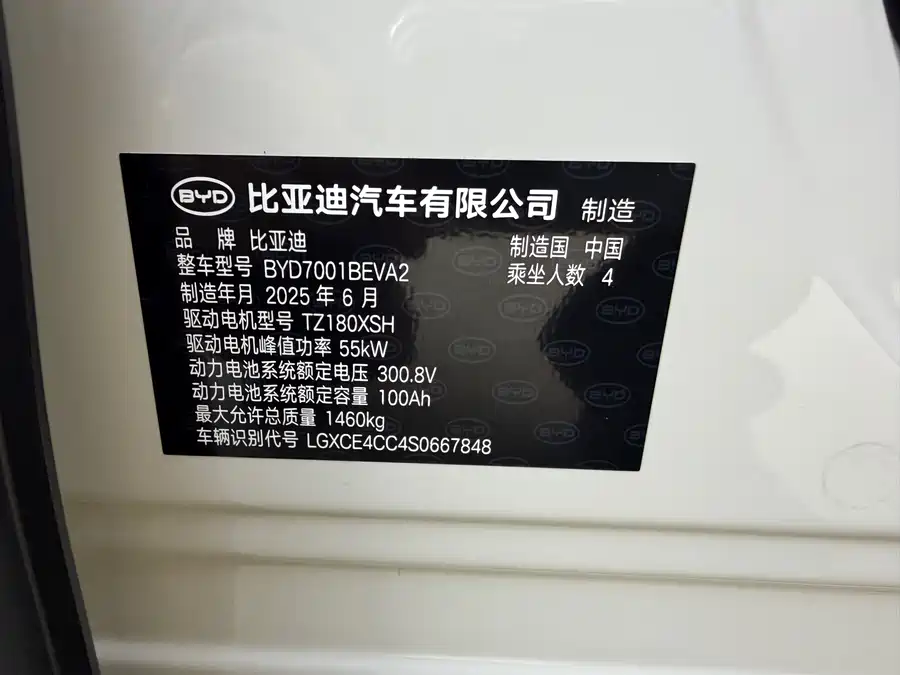 BYD 比亚迪汽车有限公司 制造
品 牌 比亚迪 制造国 中国
整车型号 BYD7001BEVA2 乘坐人数 4
制造年月 2025 年 6 月
驱动电机型号 TZ180XSH
驱动电机峰值功率 55kW
动力电池系统额定电压 300.8V
动力电池系统额定容量 100Ah
最大允许总质量 1460kg
车辆识别代号 LGXCE4CC4S0667848